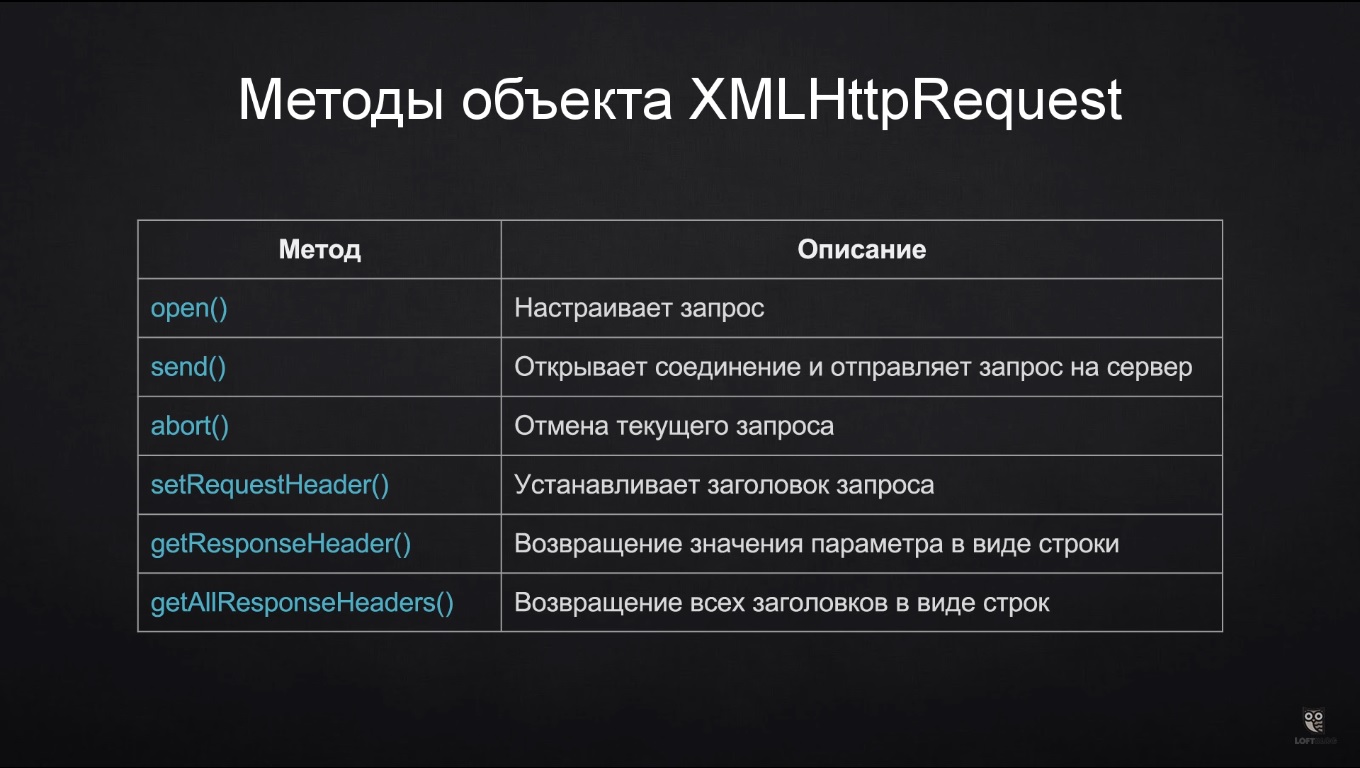 Методы объекта XMLHttpRequest
Метод Описание
open() Настраивает запрос
send() Открывает соединение и отправляет запрос на сервер
abort() Отмена текущего запроса
setRequestHeader() Устанавливает заголовок запроса
getResponseHeader() Возвращение значения параметра в виде строки
getAllResponseHeaders() Возвращение всех заголовков в виде строк
LOFTBLOG